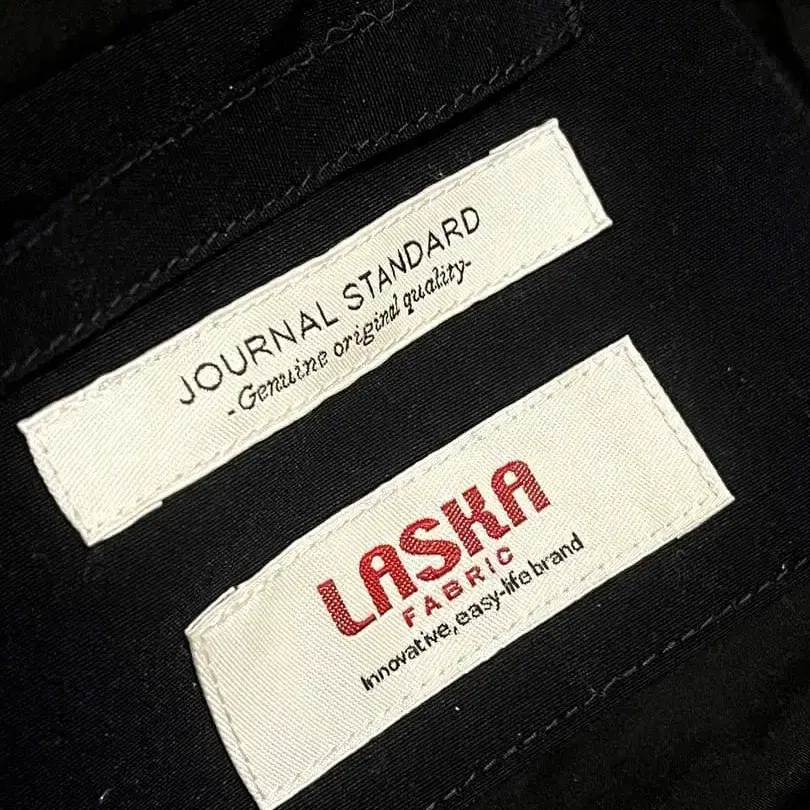 JOURNAL STANDARD
-Genuine original quality-
LASKA
FABRIC
Innovative, easy-life brand